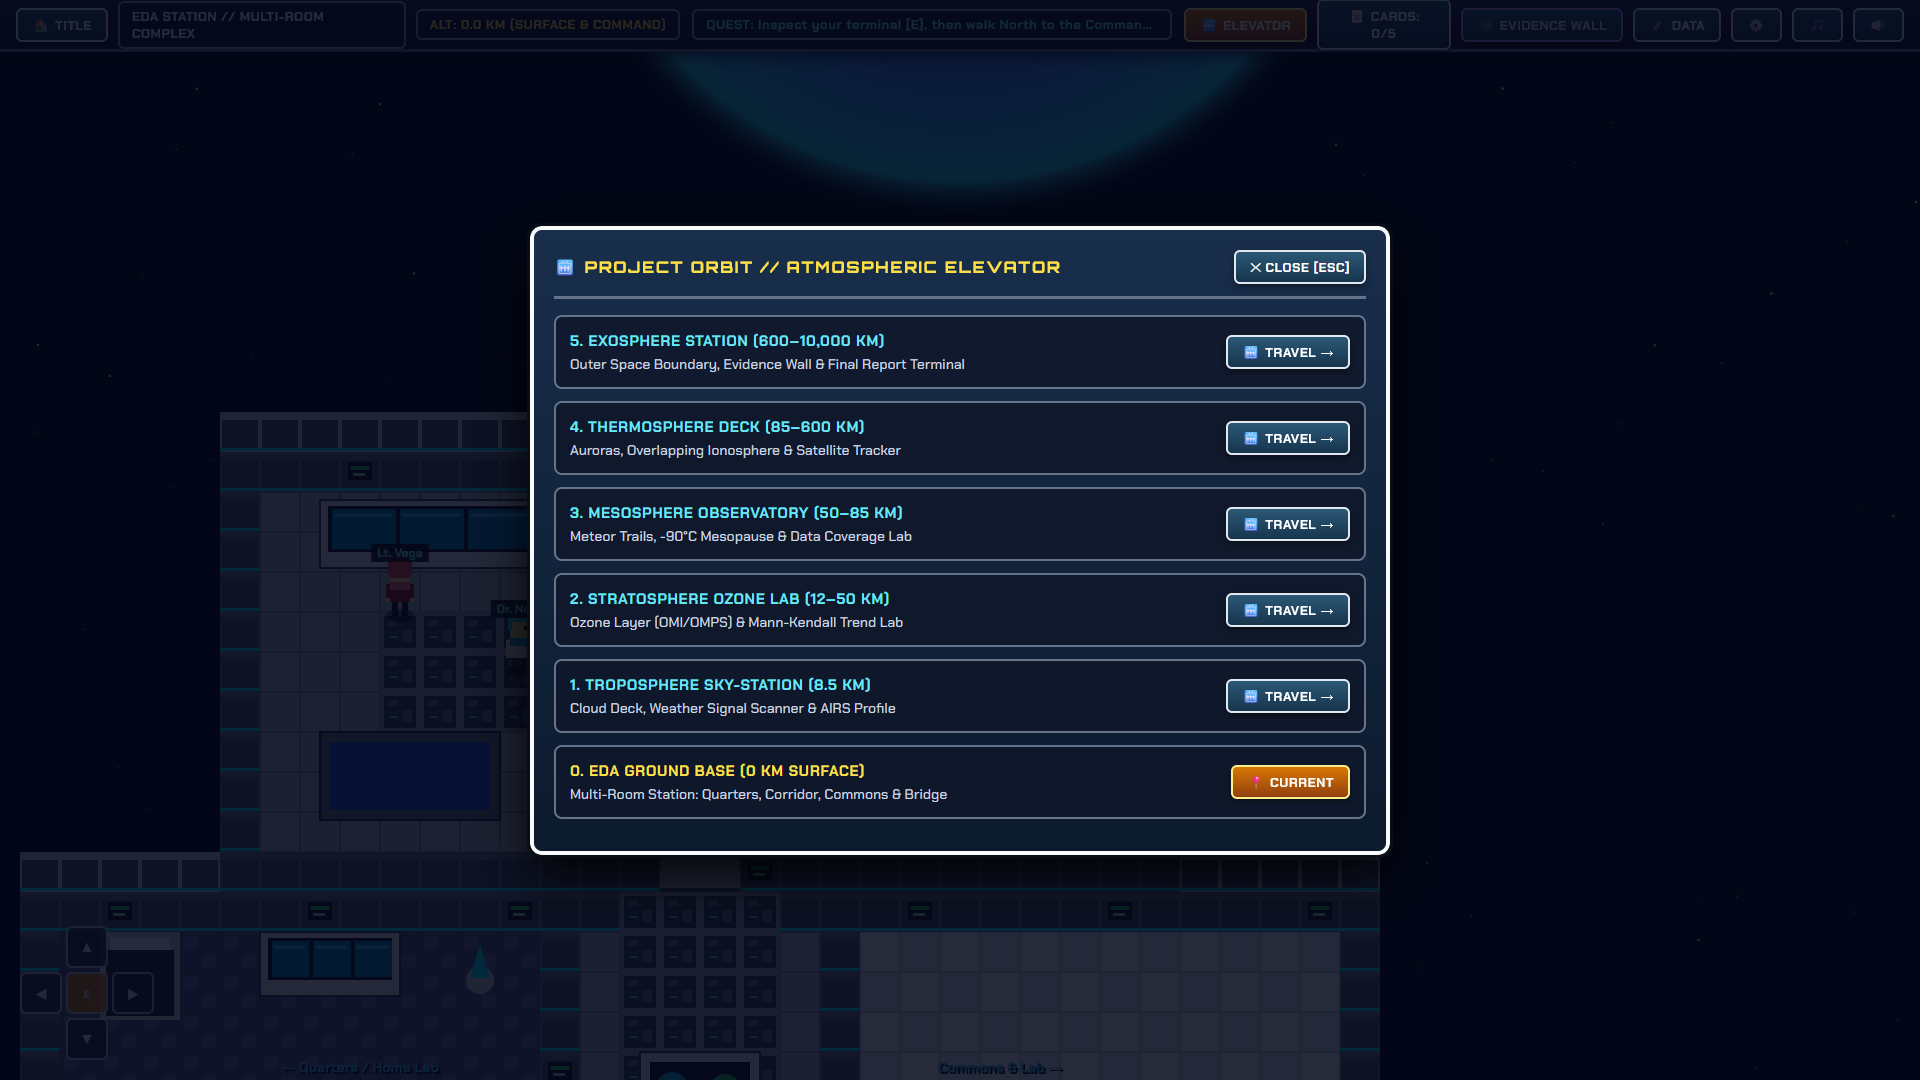 TITLE
EDA STATION // MULTI-ROOM
COMPLEX
ALT: 0.0 KM (SURFACE & COMMAND)
QUEST: Inspect your terminal [E], then walk North to the Comman...
ELEVATOR
CARDS:
0/5
EVIDENCE WALL
DATA
PROJECT ORBIT // ATMOSPHERIC ELEVATOR
✕ CLOSE [ESC]
5. EXOSPHERE STATION (600–10,000 KM)
Outer Space Boundary, Evidence Wall & Final Report Terminal
TRAVEL →
4. THERMOSPHERE DECK (85–600 KM)
Auroras, Overlapping Ionosphere & Satellite Tracker
TRAVEL →
3. MESOSPHERE OBSERVATORY (50–85 KM)
Meteor Trails, -90°C Mesopause & Data Coverage Lab
TRAVEL →
2. STRATOSPHERE OZONE LAB (12–50 KM)
Ozone Layer (OMI/OMPS) & Mann-Kendall Trend Lab
TRAVEL →
1. TROPOSPHERE SKY-STATION (8.5 KM)
Cloud Deck, Weather Signal Scanner & AIRS Profile
TRAVEL →
0. EDA GROUND BASE (0 KM SURFACE)
Multi-Room Station: Quarters, Corridor, Commons & Bridge
CURRENT
Lt. Vega
Dr. No
▲
◀ E ▶
▼
← Quarters / Home Lab
Commons & Lab →